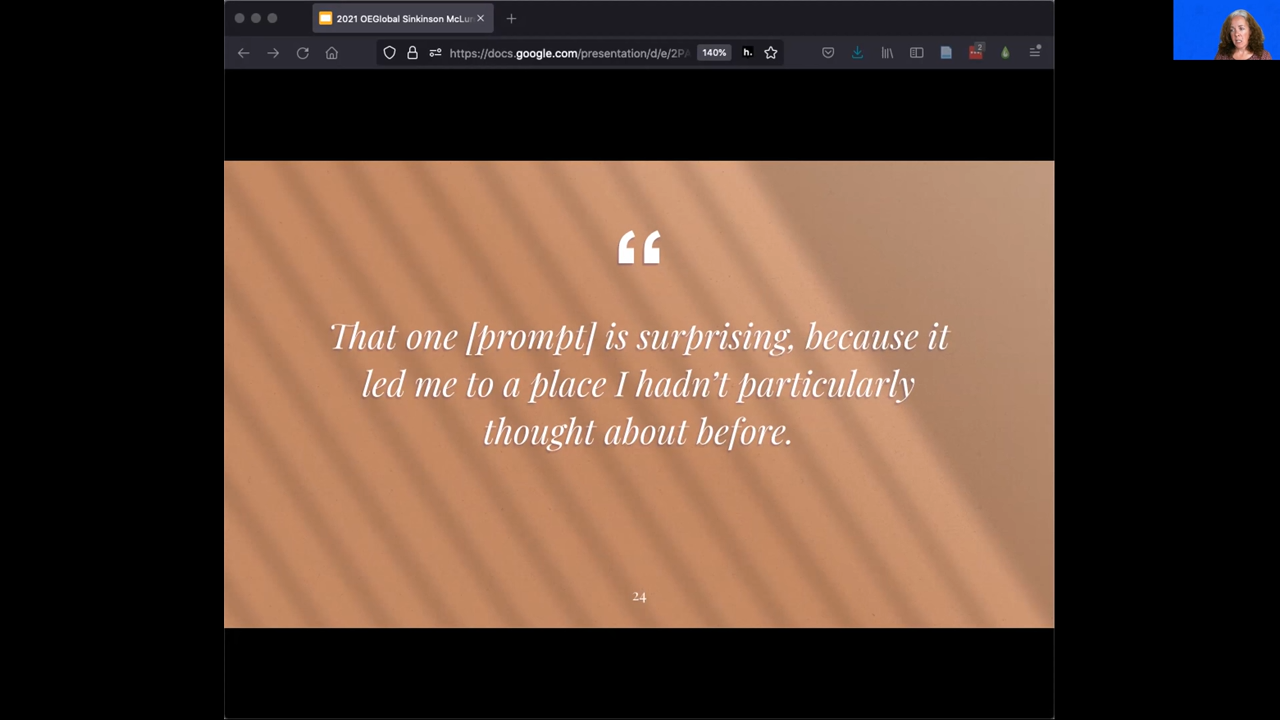 2021 OEGlobal Sinkinson McLu
https://docs.google.com/presentation/d/e/2PA
140%
h.
2
“
That one [prompt] is surprising, because it
led me to a place I hadn’t particularly
thought about before.
24